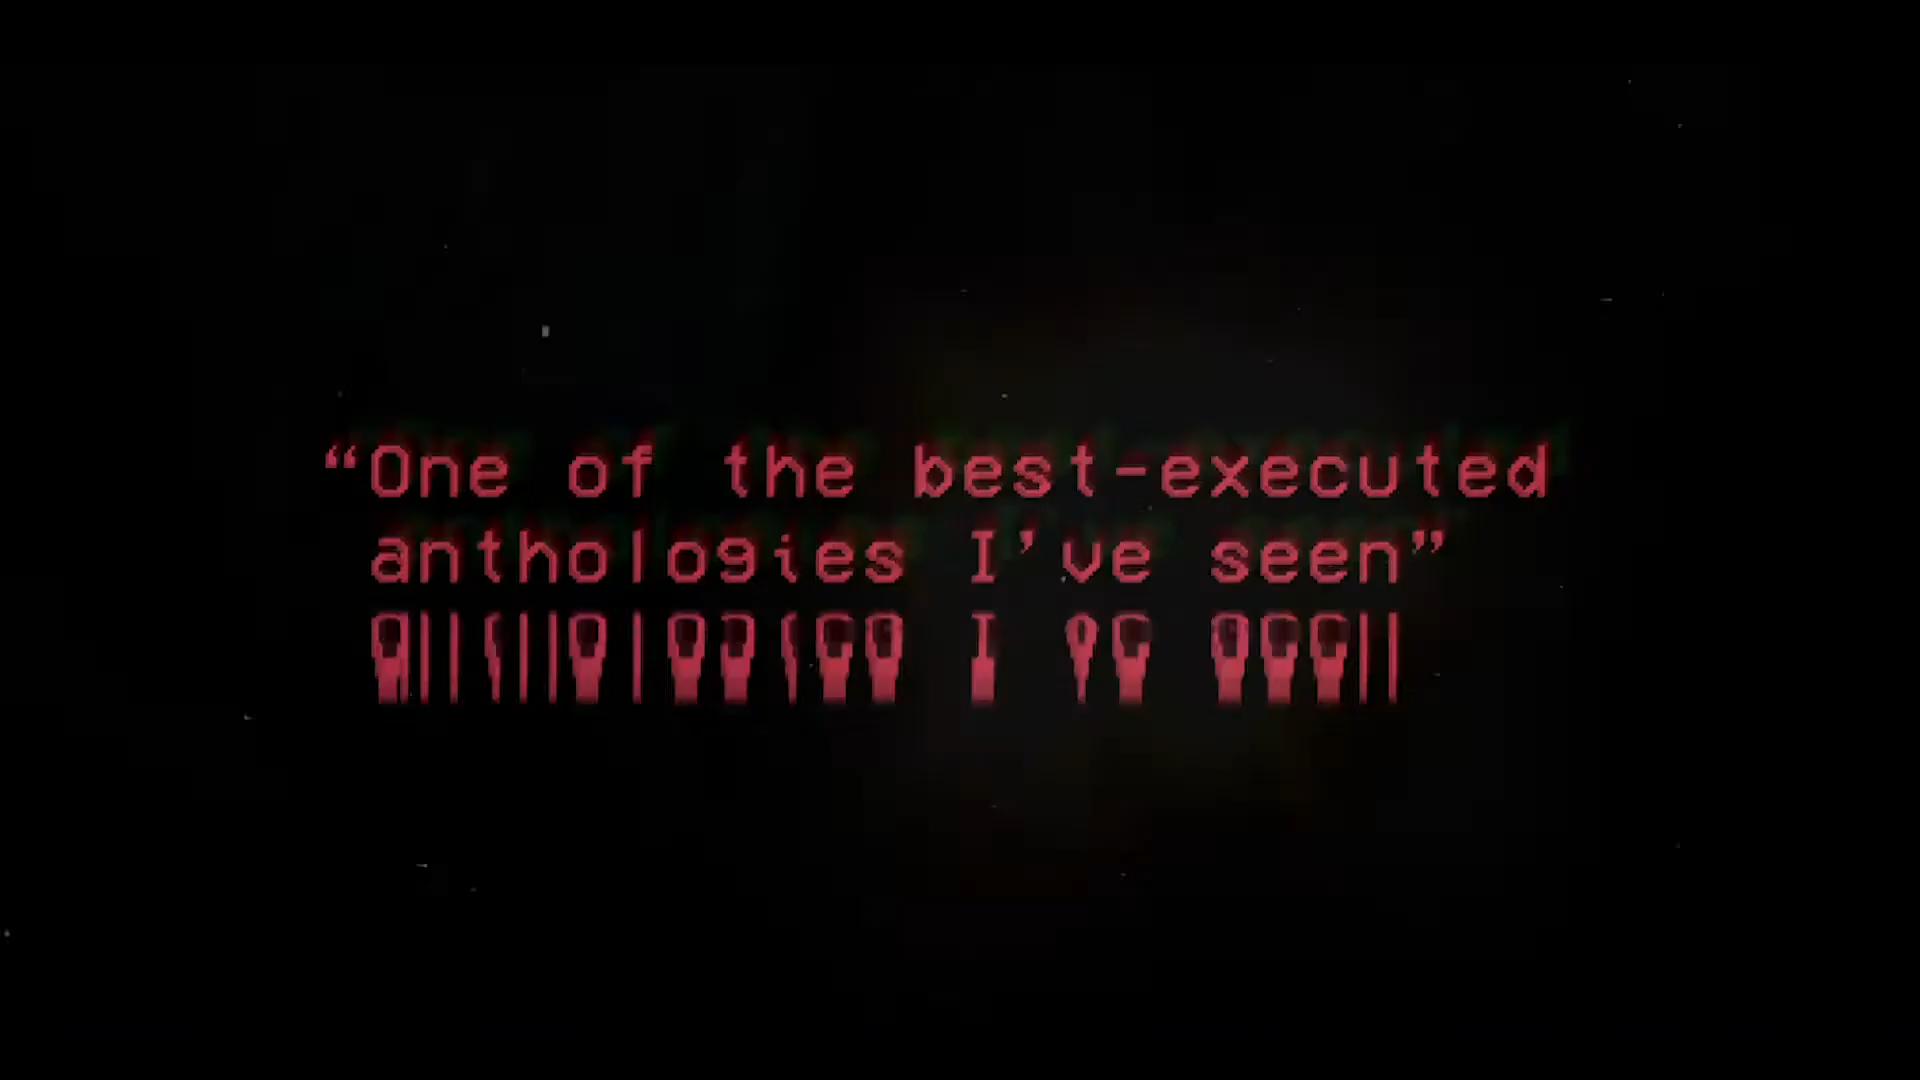 “One of the best-executed
anthologies I’ve seen”